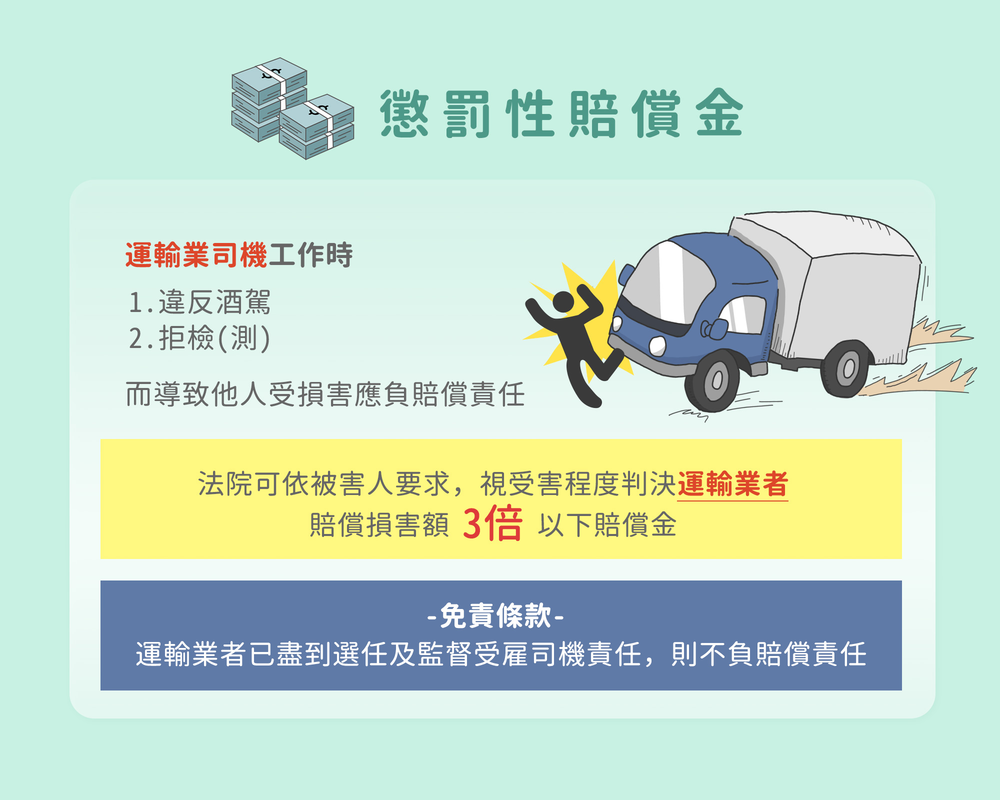 懲罰性賠償金
運輸業司機工作時
1.違反酒駕
2.拒檢(測)
而導致他人受損害應負賠償責任
法院可依被害人要求，視受害程度判決運輸業者
賠償損害額 3倍 以下賠償金
-免責條款-
運輸業者已盡到選任及監督受雇司機責任，則不負賠償責任